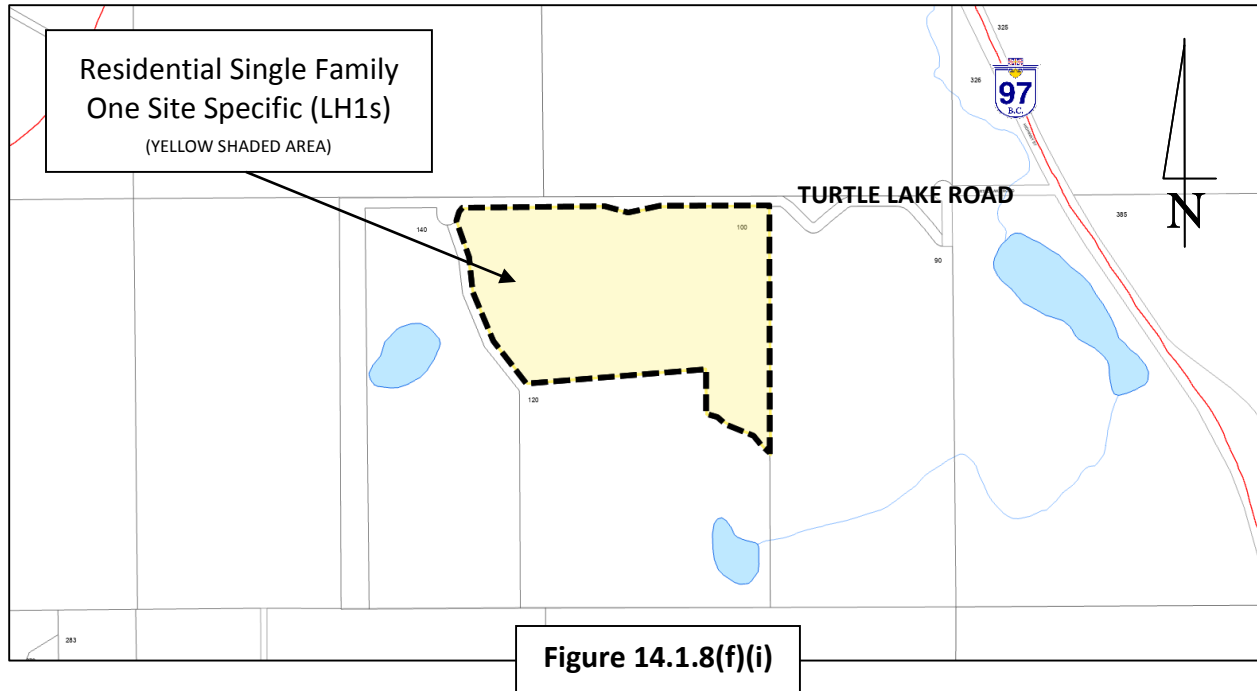 Residential Single Family
One Site Specific (LH1s)
(YELLOW SHADED AREA)
325
326
97
B.C.
TURTLE LAKE ROAD
N
385
140
100
90
120
283
Figure 14.1.8(f)(i)